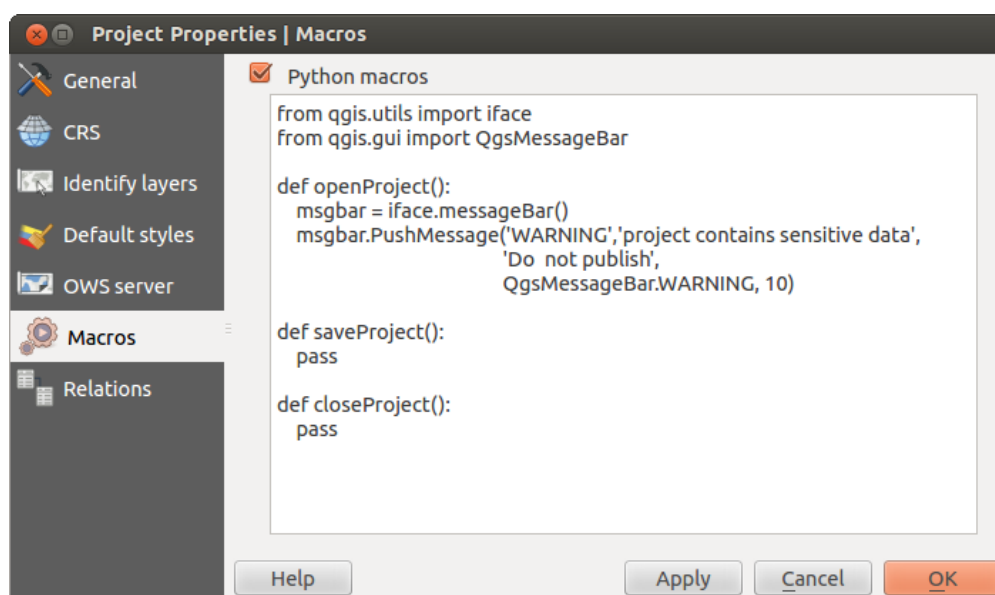 Project Properties | Macros
General
CRS
Identify layers
Default styles
OWS server
Macros
Relations
Python macros
from qgis.utils import iface
from qgis.gui import QgsMessageBar
def openProject():
msgbar = iface.messageBar()
msgbar.PushMessage('WARNING','project contains sensitive data',
'Do  not publish',
QgsMessageBar.WARNING, 10)
def saveProject():
pass
def closeProject():
pass
Help
Apply
Cancel
OK